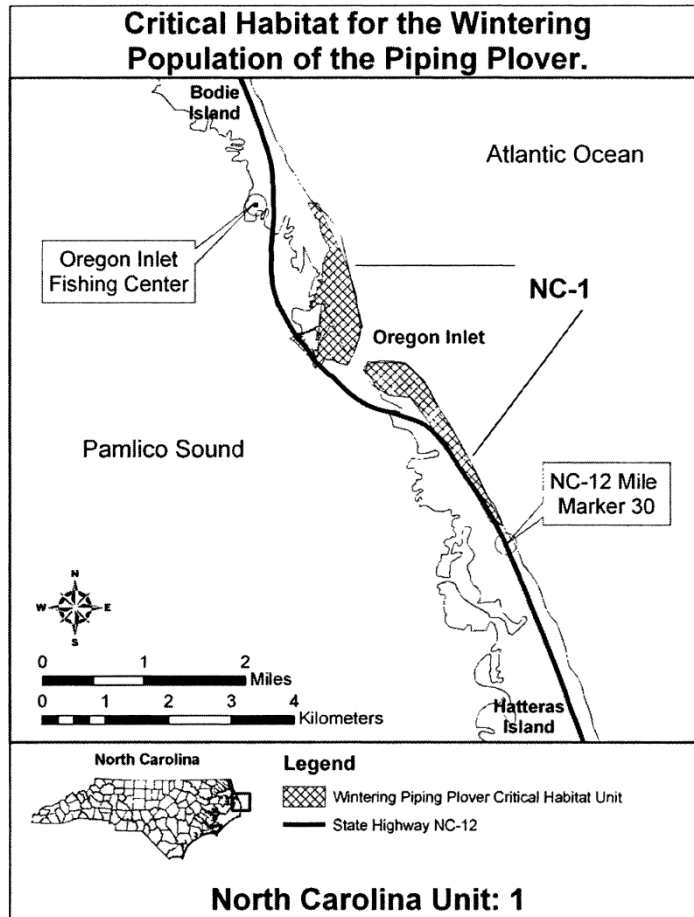 Critical Habitat for the Wintering
Population of the Piping Plover.
Bodie
Island
Atlantic Ocean
Oregon Inlet
Fishing Center
NC-1
Oregon Inlet
Pamlico Sound
NC-12 Mile
Marker 30
N
W E
S
0 1 2
Miles
0 1 2 3 4
Kilometers
Hatteras
Island
North Carolina
Legend
Wintering Piping Plover Critical Habitat Unit
State Highway NC-12
North Carolina Unit: 1